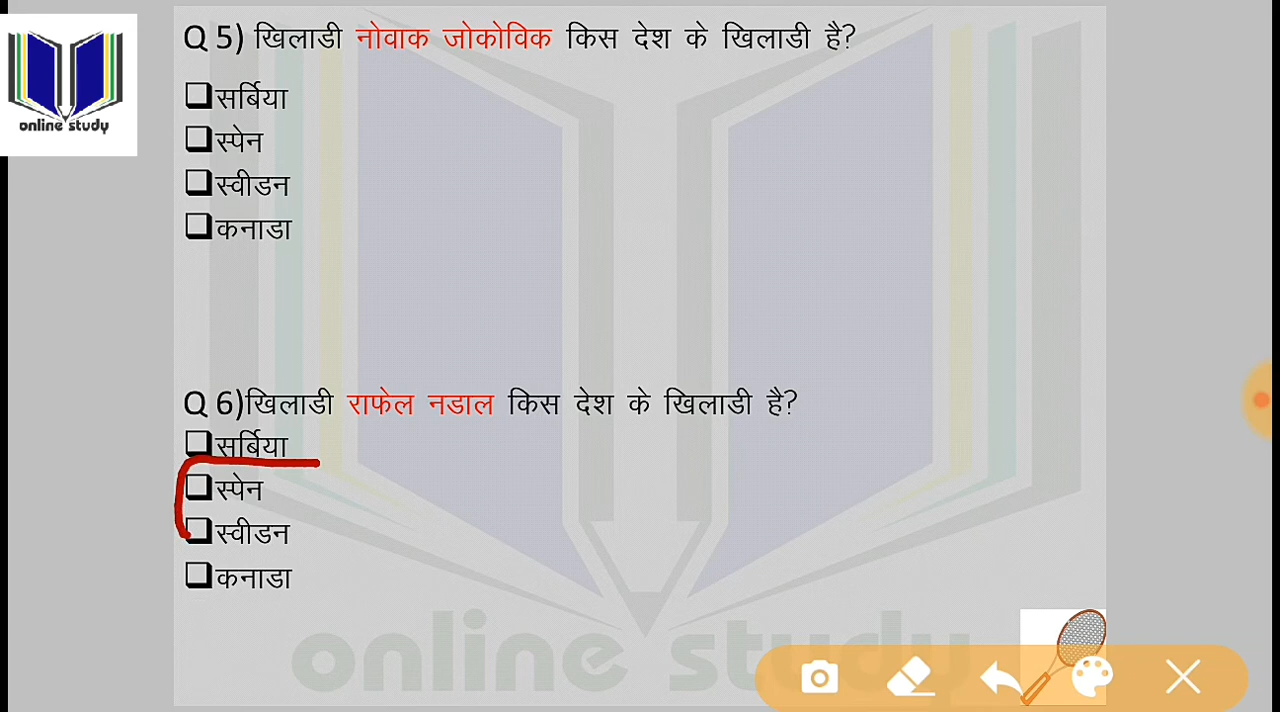 online study
Q 5) खिलाडी नोवाक जोकोविक किस देश के खिलाडी है?
❑सर्बिया
❑स्पेन
❑स्वीडन
❑कनाडा
Q 6)खिलाडी राफेल नडाल किस देश के खिलाडी है?
❑सर्बिया
❑स्पेन
❑स्वीडन
❑कनाडा
online study